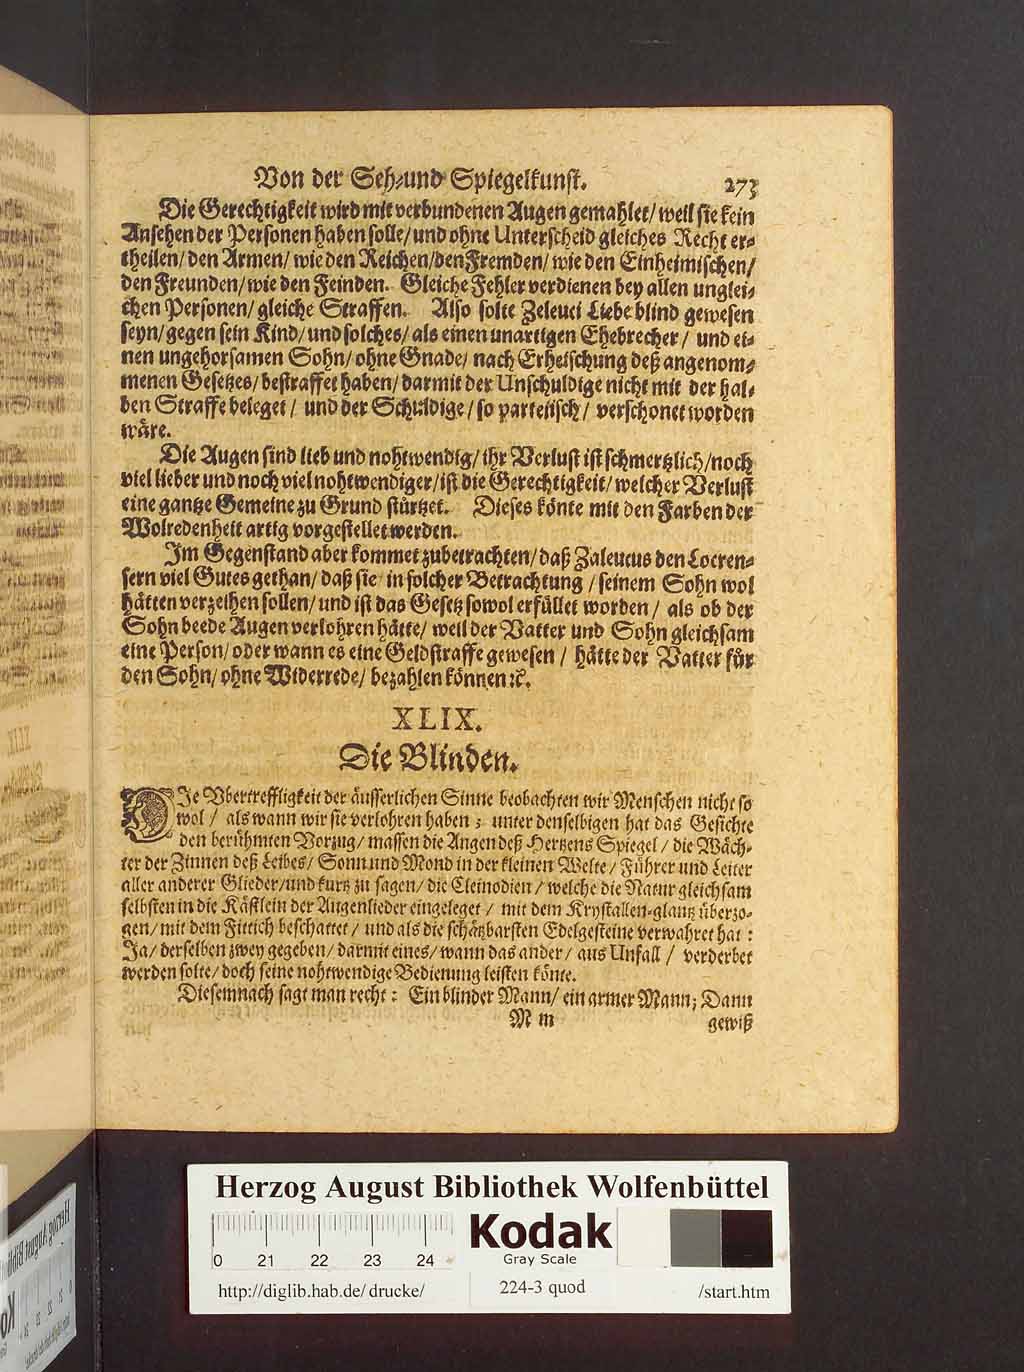 Von der Seh-und Spiegelkunst. 273
Die Gerechtigkeit wird mit verbundenen Augen gemahlet/ weil sie kein
Ansehen der Personen haben solle/ und ohne Unterscheid gleiches Recht er-
theilen/ den Armen/ wie den Reichen/ den Fremden/ wie den Einheimischen/
den Freunden/ wie den Feinden. Gleiche Fehler verdienen bey allen unglei-
chen Personen/ gleiche Straffen. Also solte Zeleuci Liebe blind gewesen
seyn/ gegen sein Kind/ und solches/ als einen unartigen Ehebrecher/ und ei-
nen ungehorsamen Sohn/ ohne Gnade/ nach Erheischung deß angenom-
menen Gesetzes/ bestraffet haben/ darmit der Unschuldige nicht mit der hal-
ben Straffe beleget/ und der Schuldige/ so parteiisch/ verschonet worden
wäre.
Die Augen sind lieb und nohtwendig/ ihr Verlust ist schmertzlich/ noch
viel lieber und noch viel nohtwendiger/ ist die Gerechtigkeit/ welcher Verlust
eine gantze Gemeine zu Grund stürtzet. Dieses könte mit den Farben der
Wolredenheit artig vorgestellet werden.
Im Gegenstand aber kommet zubetrachten/ daß Zaleucus den Locren-
sern viel Gutes gethan/ daß sie in solcher Betrachtung/ seinem Sohn wol
hätten verzeihen sollen/ und ist das Gesetz sowol erfüllet worden/ als ob der
Sohn beede Augen verlohren hätte/ weil der Vatter und Sohn gleichsam
eine Person/ oder wann es eine Geldstraffe gewesen/ hätte der Vatter für
den Sohn/ ohne Widerrede/ bezahlen können ꝛc.
XLIX.
Die Blinden.
DIe Vbertreffligkeit der äusserlichen Sinne beobachten wir Menschen nicht so
wol/ als wann wir sie verlohren haben; unter denselbigen hat das Gesichte
den berühmten Vorzug/ massen die Augen deß Hertzens Spiegel/ die Wäch-
ter der Zinnen deß Leibes/ Sonn und Mond in der kleinen Welte/ Führer und Leiter
aller anderer Glieder/ und kurtz zu sagen/ die Cleinodien/ welche die Natur gleichsam
selbsten in die Kästlein der Augenlieder eingeleget/ mit dem Krystallen-glantz überzo-
gen/ mit dem Fittich beschattet/ und als die schätzbarsten Edelgesteine verwahret hat:
Ja/ derselben zwey gegeben/ darmit eines/ wann das ander/ aus Unfall/ verderbet
werden solte/ doch seine nohtwendige Bedienung leisten könte.
Diesemnach sagt man recht: Ein blinder Mann/ ein armer Mann; Dann
M m gewiß
Herzog August Bibliothek Wolfenbüttel
0 21 22 23 24
Kodak
Gray Scale
http://diglib.hab.de/drucke/ 224-3 quod /start.htm